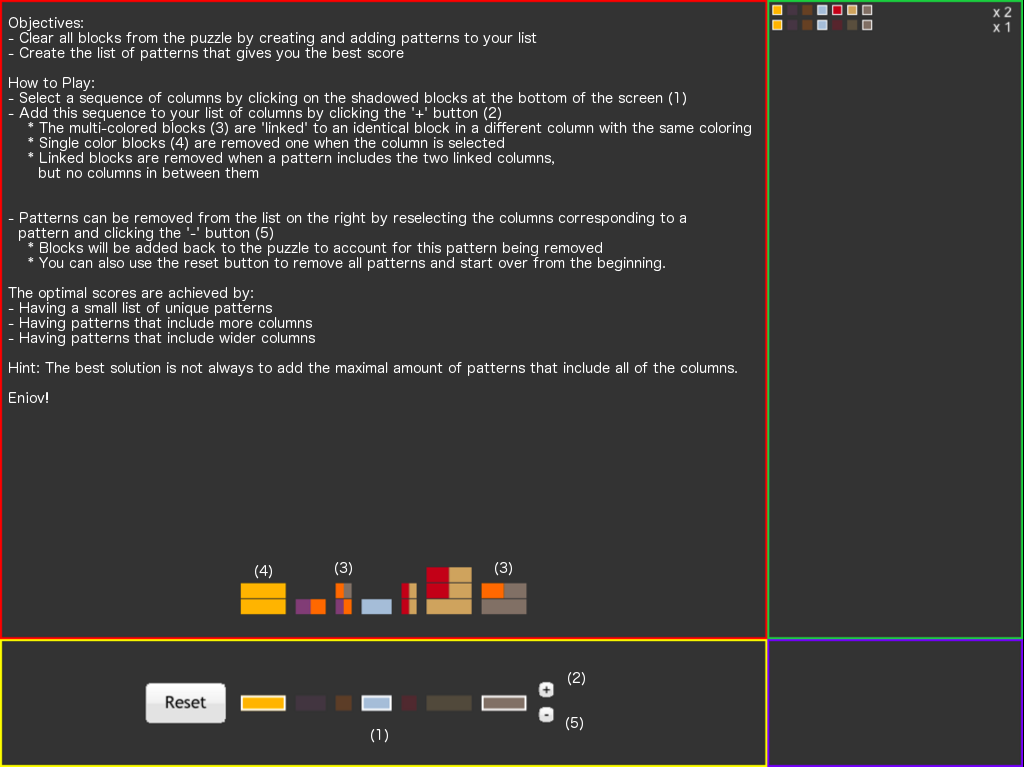 Objectives:
- Clear all blocks from the puzzle by creating and adding patterns to your list
- Create the list of patterns that gives you the best score
How to Play:
- Select a sequence of columns by clicking on the shadowed blocks at the bottom of the screen (1)
- Add this sequence to your list of columns by clicking the '+' button (2)
* The multi-colored blocks (3) are 'linked' to an identical block in a different column with the same coloring
* Single color blocks (4) are removed one when the column is selected
* Linked blocks are removed when a pattern includes the two linked columns,
but no columns in between them
- Patterns can be removed from the list on the right by reselecting the columns corresponding to a
pattern and clicking the '-' button (5)
* Blocks will be added back to the puzzle to account for this pattern being removed
* You can also use the reset button to remove all patterns and start over from the beginning.
The optimal scores are achieved by:
- Having a small list of unique patterns
- Having patterns that include more columns
- Having patterns that include wider columns
Hint: The best solution is not always to add the maximal amount of patterns that include all of the columns.
Eniov!
(4) (3) (3)
Reset
+
-
(2)
(5)
(1)
x 2
x 1